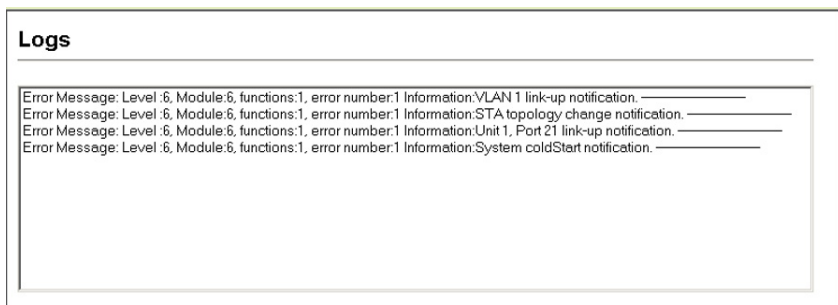 Logs
Error Message: Level :6, Module:6, functions:1, error number:1 Information:VLAN 1 link-up notification.
Error Message: Level :6, Module:6, functions:1, error number:1 Information:STA topology change notification.
Error Message: Level :6, Module:6, functions:1, error number:1 Information:Unit 1, Port 21 link-up notification.
Error Message: Level :6, Module:6, functions:1, error number:1 Information:System coldStart notification.